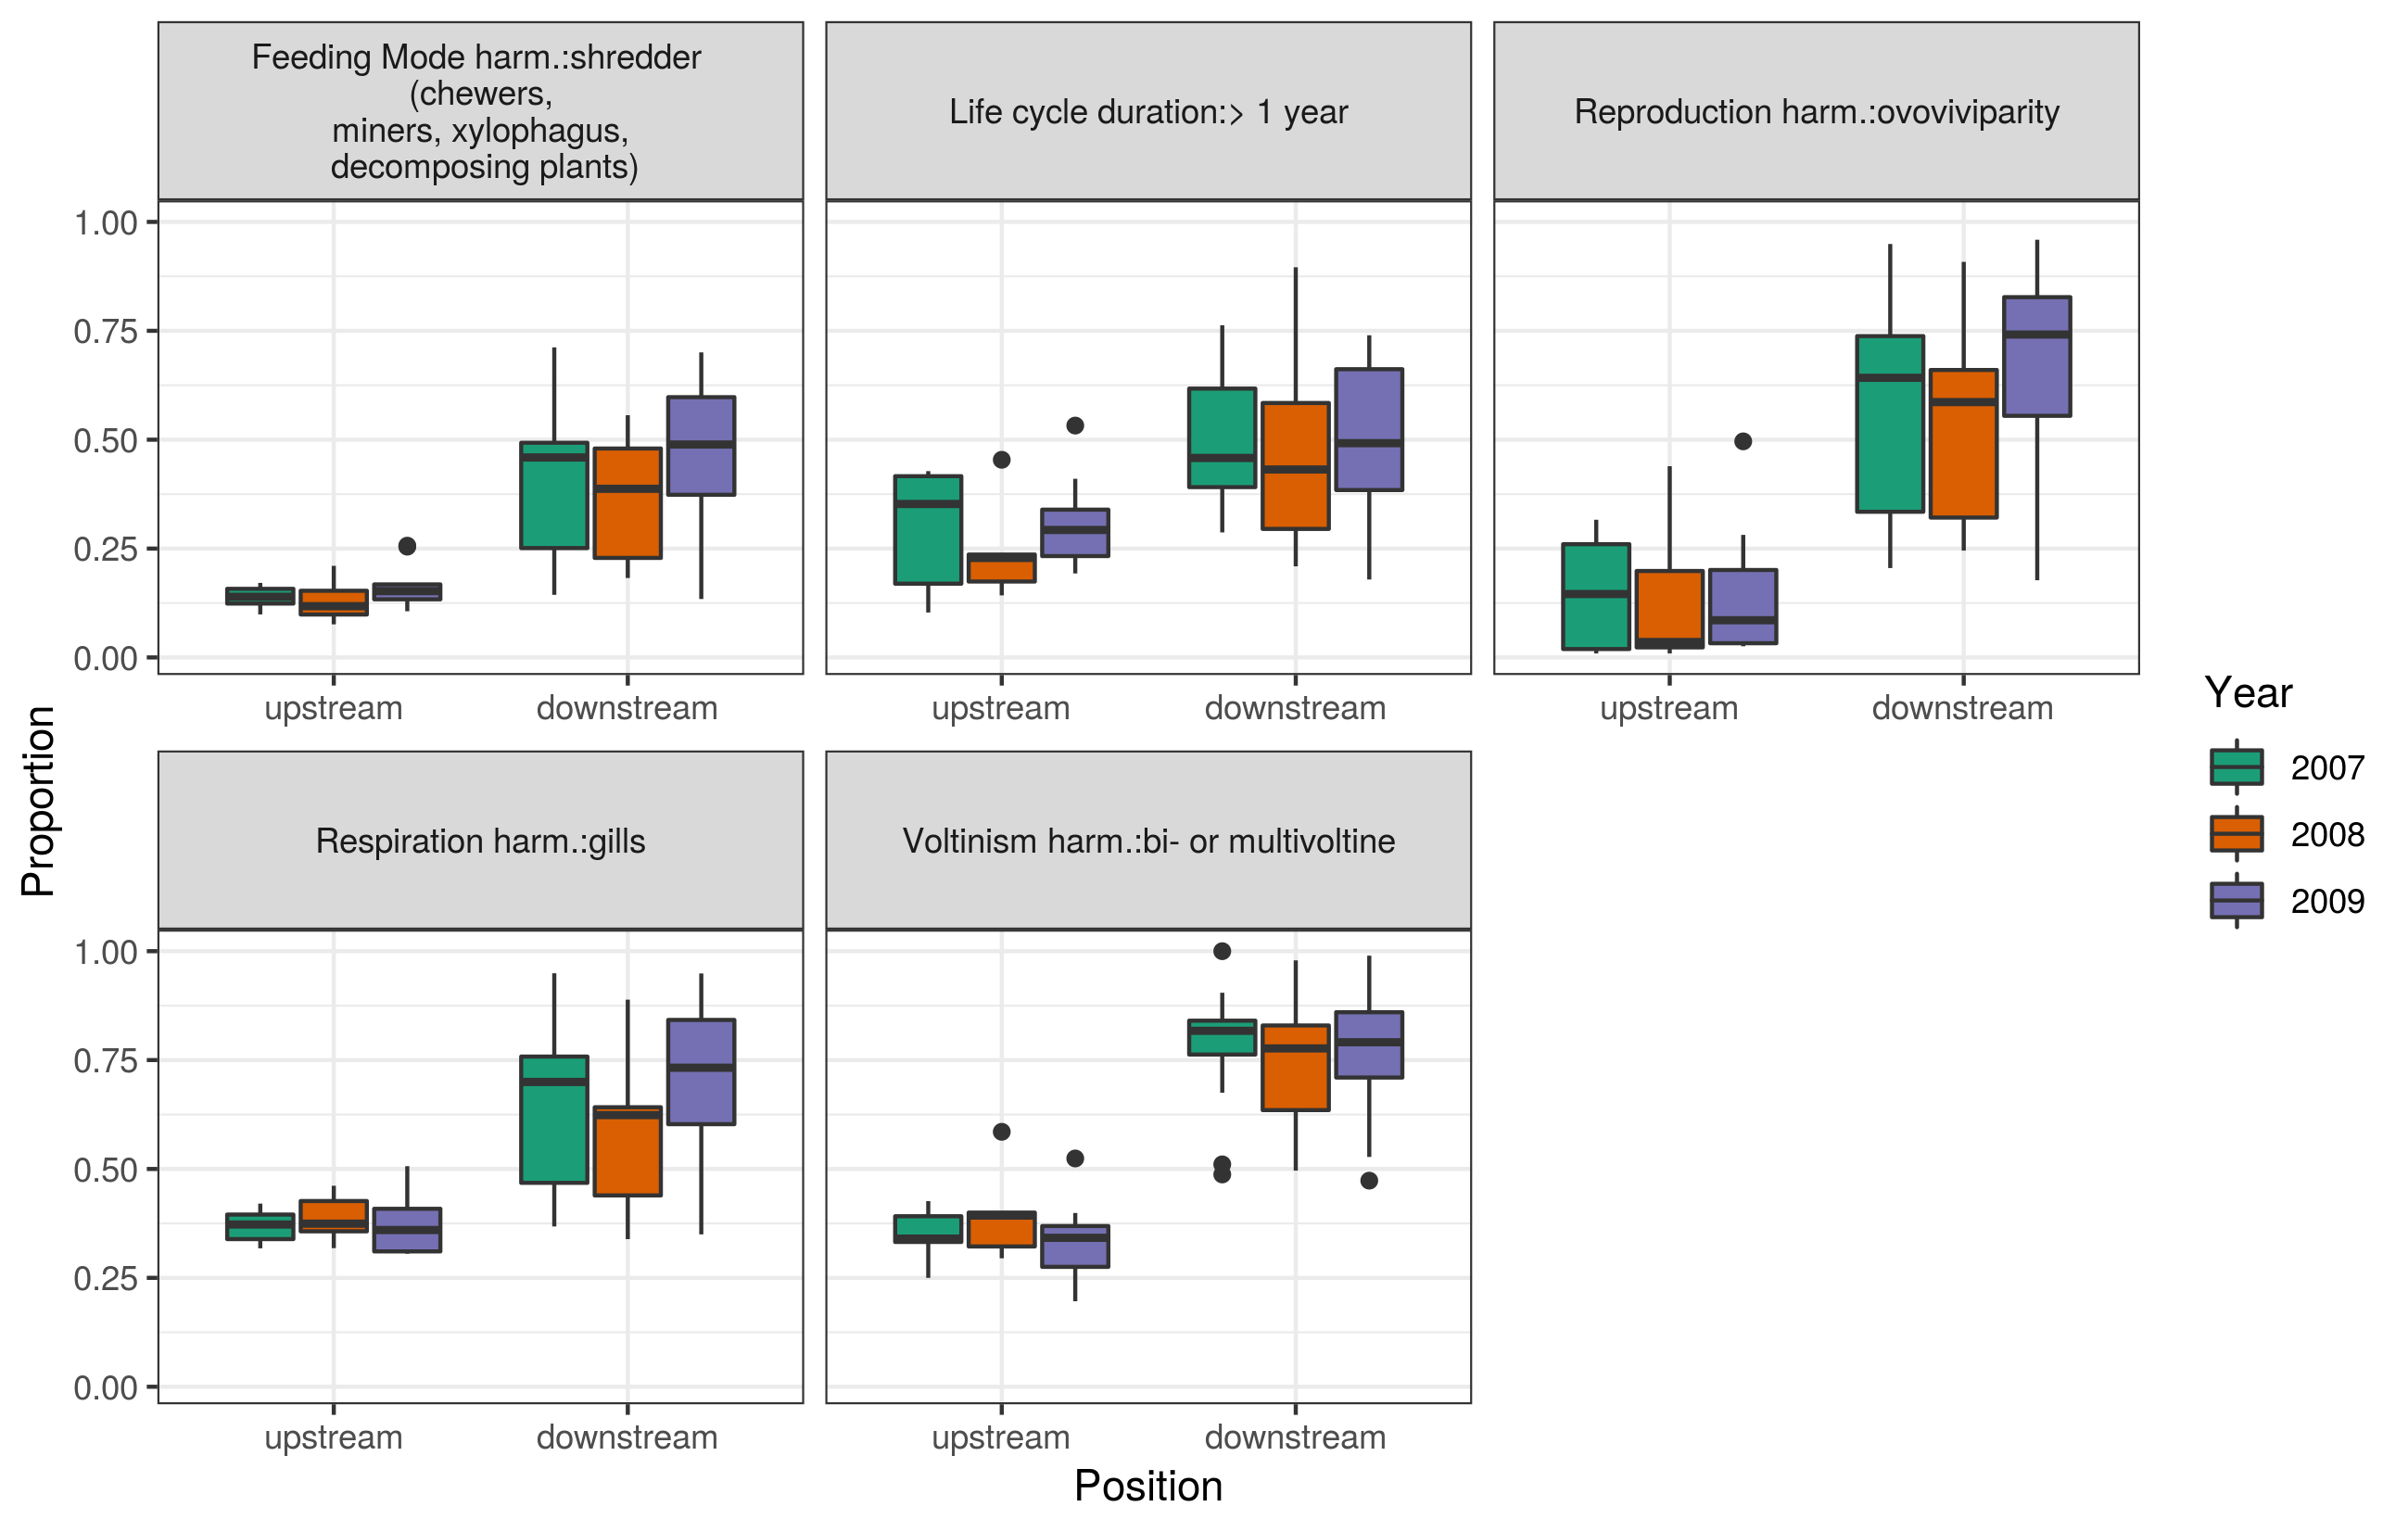 Feeding Mode harm.:shredder
(chewers,
miners, xylophagus,
decomposing plants)
Life cycle duration:> 1 year
Reproduction harm.:ovoviviparity
1.00
0.75
0.50
0.25
0.00
upstream downstream
upstream downstream
upstream downstream
Proportion
Respiration harm.:gills
Voltinism harm.:bi- or multivoltine
1.00
0.75
0.50
0.25
0.00
upstream downstream
upstream downstream
Position
Year
2007
2008
2009